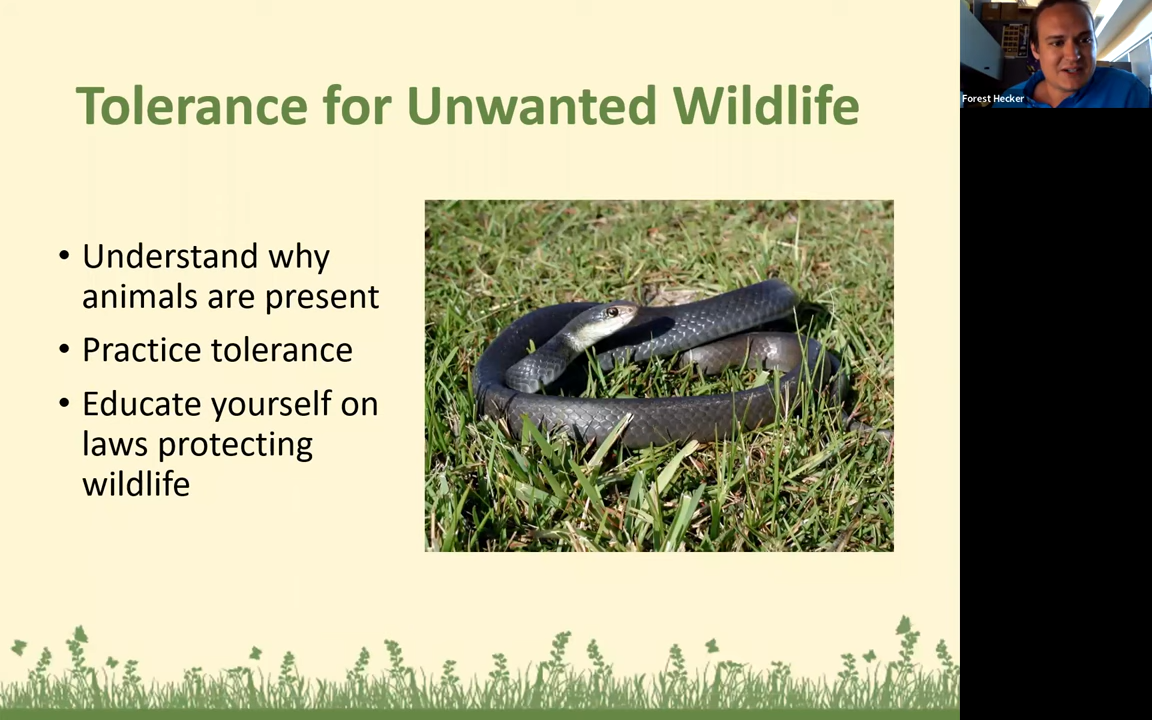 Tolerance for Unwanted Wildlife
• Understand why
animals are present
• Practice tolerance
• Educate yourself on
laws protecting
wildlife
Forest Hecker